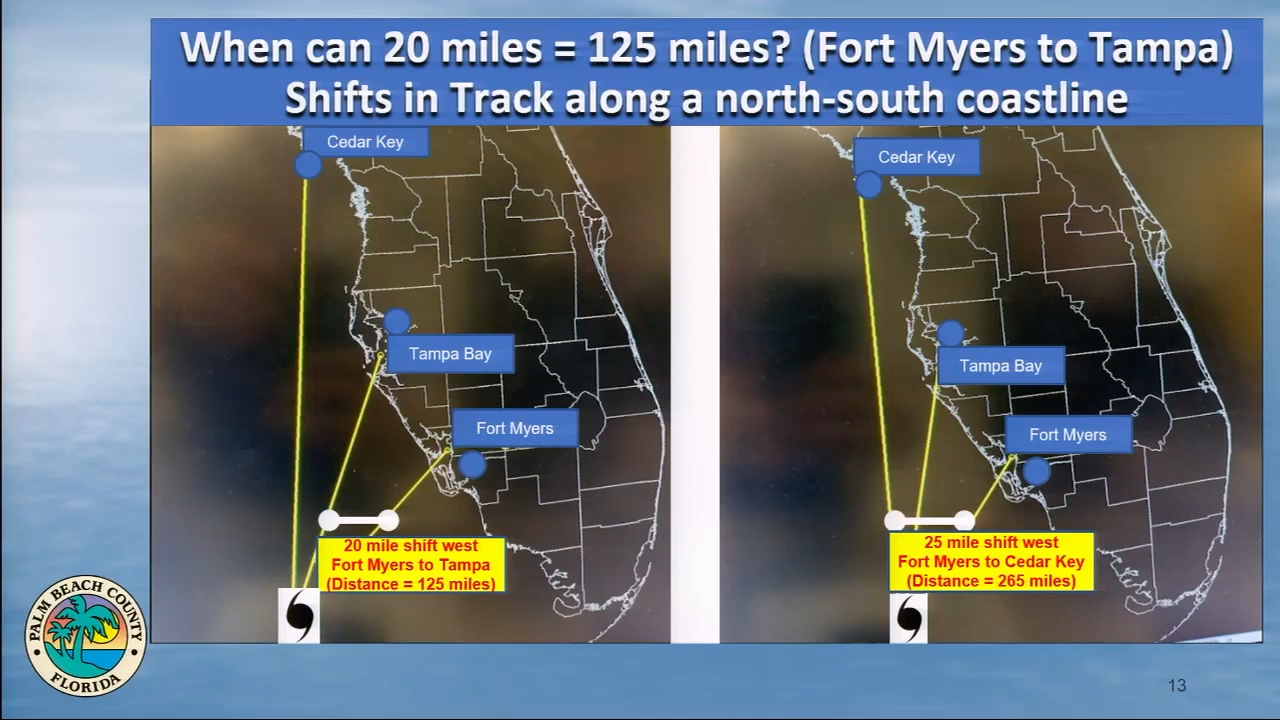 When can 20 miles = 125 miles? (Fort Myers to Tampa)
Shifts in Track along a north-south coastline
Cedar Key
Tampa Bay
Fort Myers
20 mile shift west
Fort Myers to Tampa
(Distance = 125 miles)
Cedar Key
Tampa Bay
Fort Myers
25 mile shift west
Fort Myers to Cedar Key
(Distance = 265 miles)
PALM BEACH COUNTY
FLORIDA
13